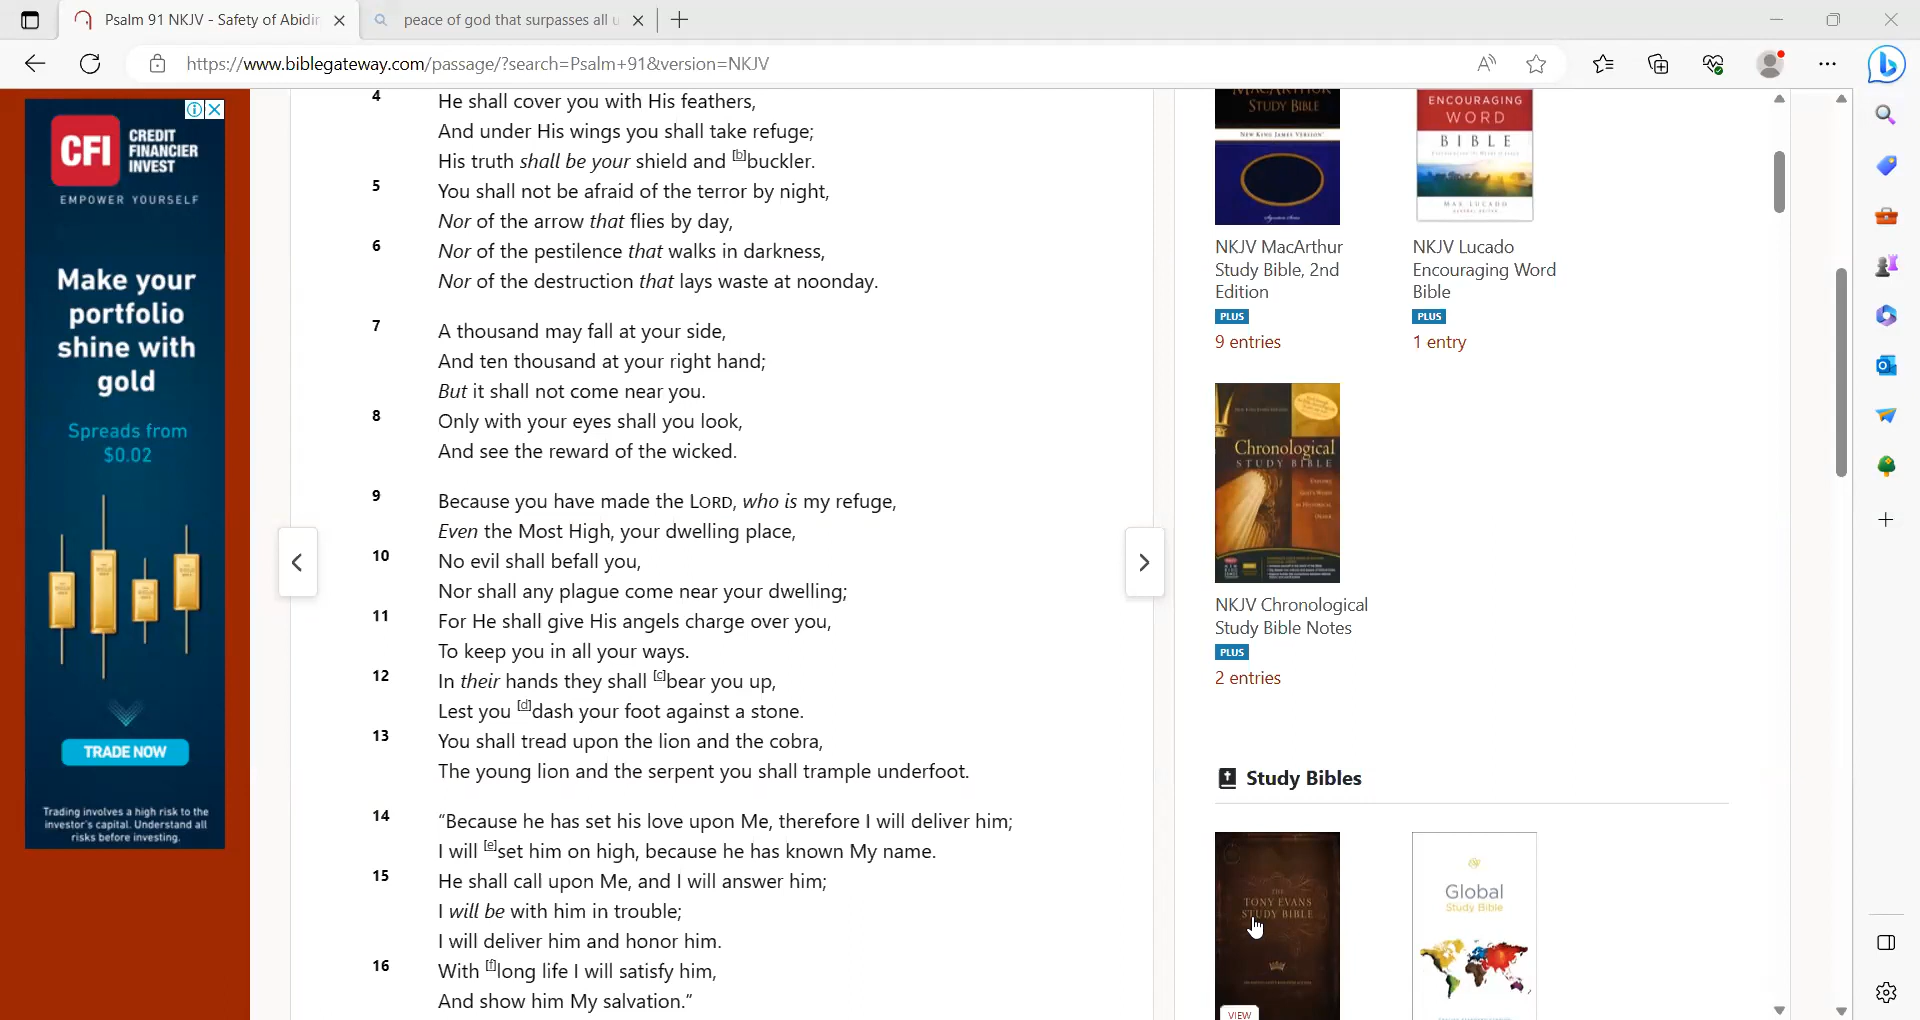 Psalm 91 NKJV - Safety of Abidin
peace of god that surpasses all u
https://www.biblegateway.com/passage/?search=Psalm+91&version=NKJV
CFI
CREDIT
FINANCIER
INVEST
EMPOWER YOURSELF
Make your
portfolio
shine with
gold
Spreads from
$0.02
TRADE NOW
Trading involves a high risk to the
investor's capital. Understand all
risks before investing.
4 He shall cover you with His feathers,
And under His wings you shall take refuge;
His truth shall be your shield and [b]buckler.
5 You shall not be afraid of the terror by night,
Nor of the arrow that flies by day,
6 Nor of the pestilence that walks in darkness,
Nor of the destruction that lays waste at noonday.
7 A thousand may fall at your side,
And ten thousand at your right hand;
But it shall not come near you.
8 Only with your eyes shall you look,
And see the reward of the wicked.
9 Because you have made the LORD, who is my refuge,
Even the Most High, your dwelling place,
10 No evil shall befall you,
Nor shall any plague come near your dwelling;
11 For He shall give His angels charge over you,
To keep you in all your ways.
12 In their hands they shall [c]bear you up,
Lest you [d]dash your foot against a stone.
13 You shall tread upon the lion and the cobra,
The young lion and the serpent you shall trample underfoot.
14 “Because he has set his love upon Me, therefore I will deliver him;
I will [e]set him on high, because he has known My name.
15 He shall call upon Me, and I will answer him;
I will be with him in trouble;
I will deliver him and honor him.
16 With [f]long life I will satisfy him,
And show him My salvation.”
MACARTHUR
STUDY BIBLE
NEW KING JAMES VERSION
NKJV MacArthur
Study Bible, 2nd
Edition
PLUS
9 entries
ENCOURAGING
WORD
BIBLE
MAX LUCADO
NKJV Lucado
Encouraging Word
Bible
PLUS
1 entry
Chronological
STUDY BIBLE
NKJV Chronological
Study Bible Notes
PLUS
2 entries
Study Bibles
THE
TONY EVANS
STUDY BIBLE
VIEW
Global
Study Bible